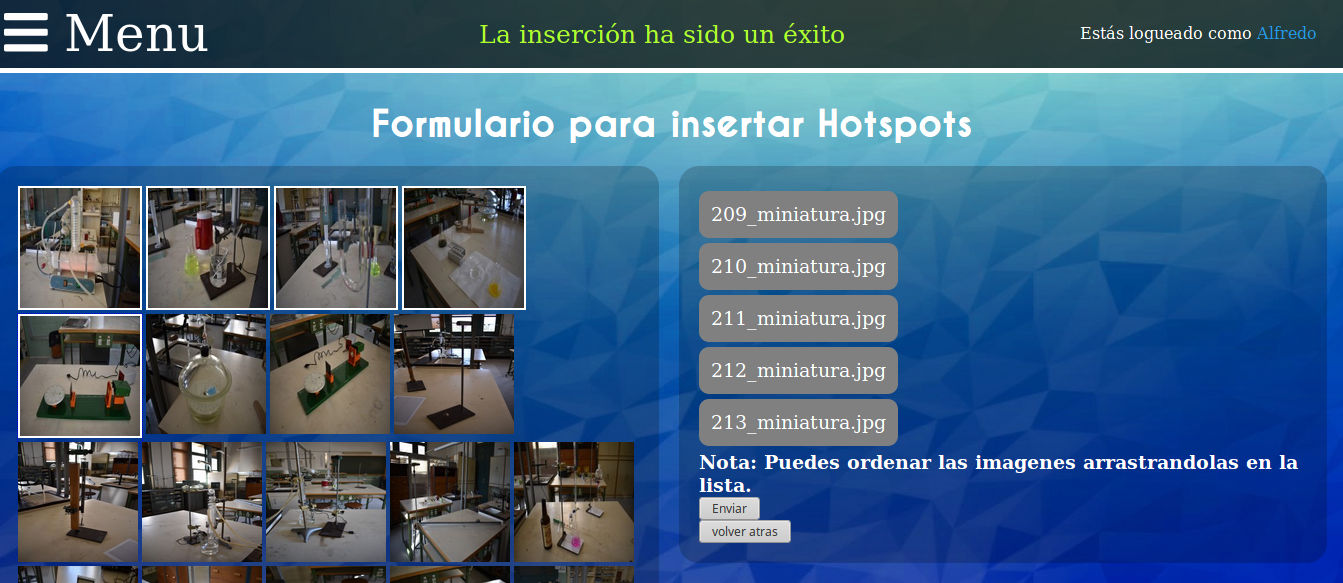 Menu
La inserción ha sido un éxito
Estás logueado como Alfredo
Formulario para insertar Hotspots
209_miniatura.jpg
210_miniatura.jpg
211_miniatura.jpg
212_miniatura.jpg
213_miniatura.jpg
Nota: Puedes ordenar las imagenes arrastrandolas en la
lista.
Enviar
volver atras